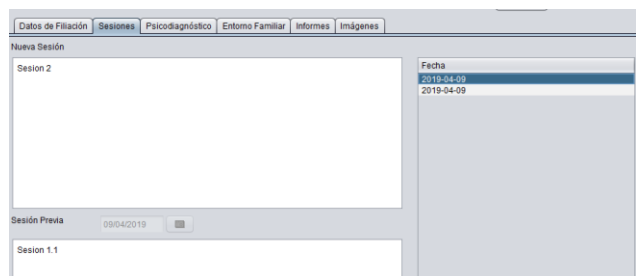 Datos de Filiación Sesiones Psicodiagnóstico Entorno Familiar Informes Imágenes
Nueva Sesión
Sesion 2
Fecha
2019-04-09
2019-04-09
Sesión Previa 09/04/2019
Sesion 1.1